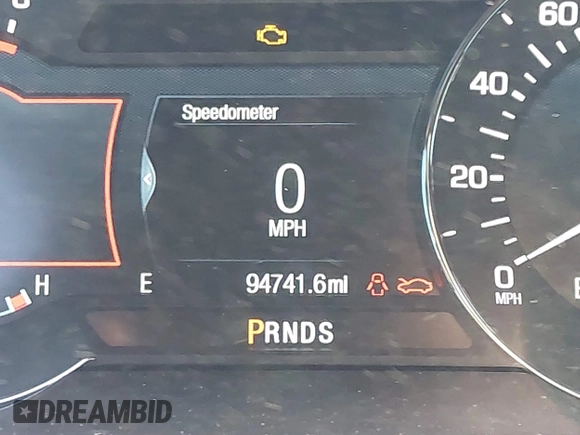 60
40
Speedometer
20
0
MPH
0
MPH
H
E
94741.6mi
PRNDS
DREAMBID